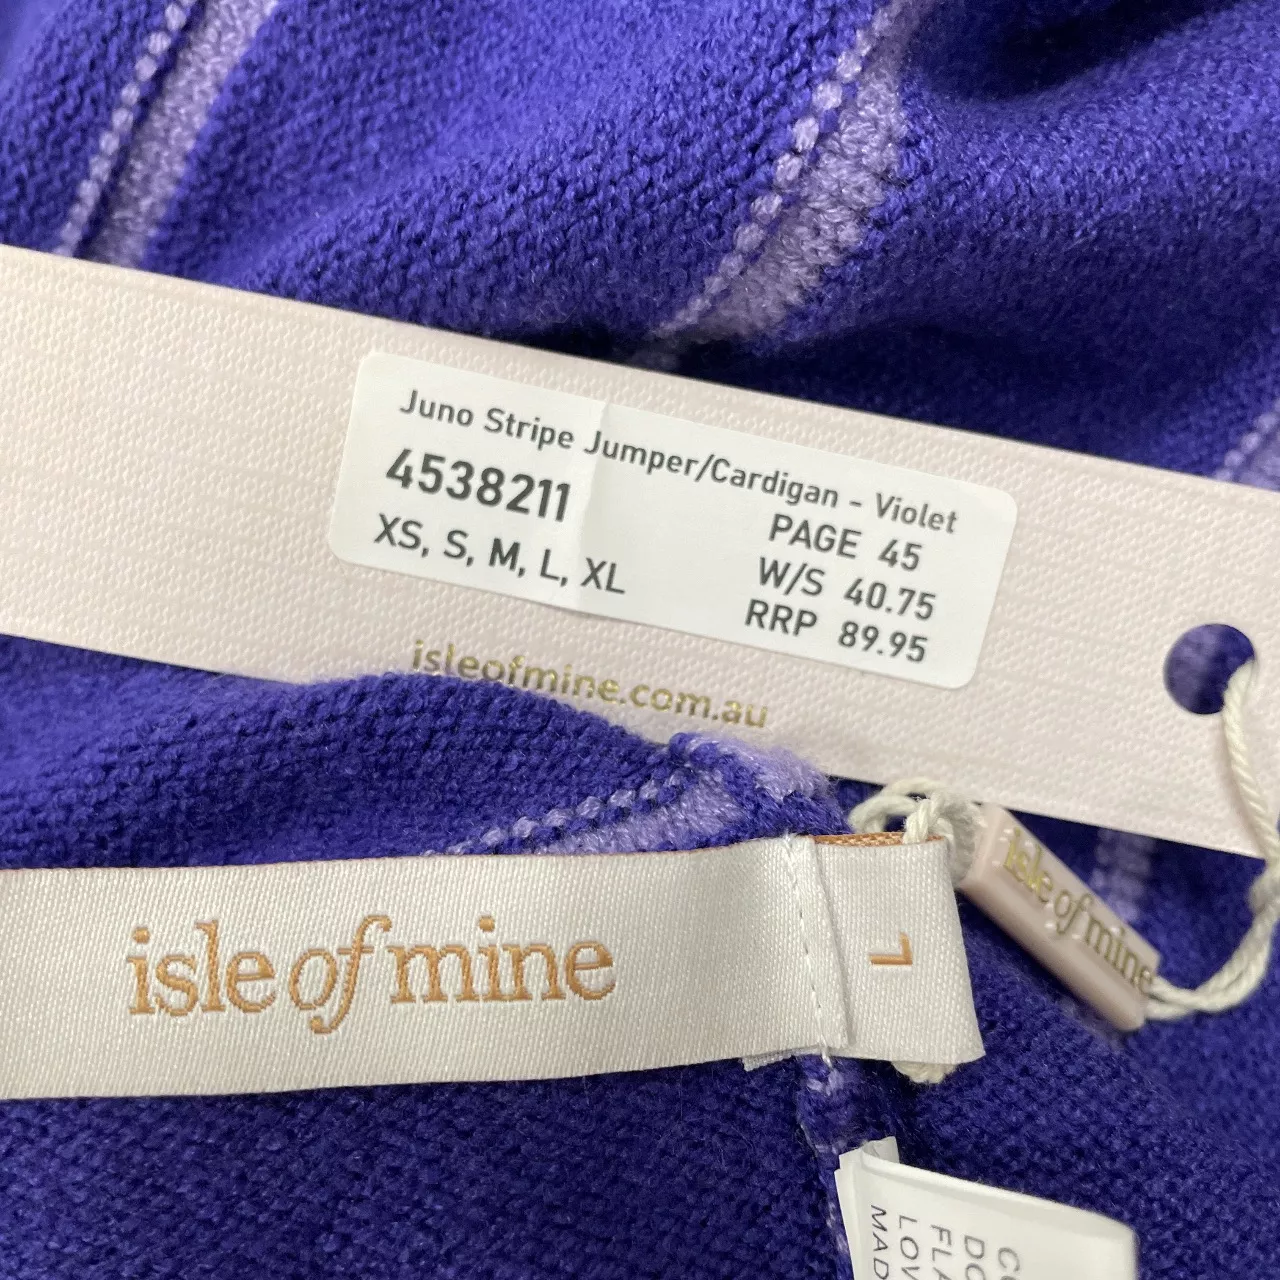 Juno Stripe Jumper/Cardigan - Violet
4538211
PAGE 45
XS, S, M, L, XL
W/S 40.75
RRP 89.95
isleofmine.com.au
isle of mine
L
isle of mine